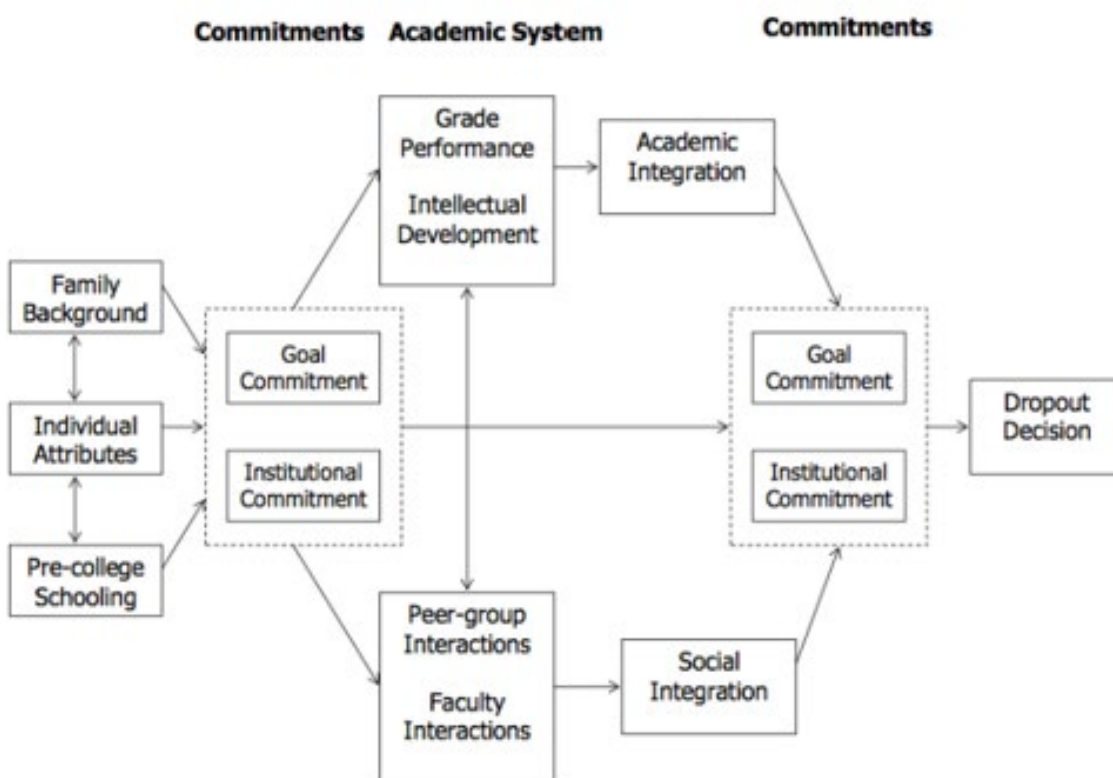 Commitments
Academic System
Commitments
Grade
Performance
Intellectual
Development
Academic
Integration
Family
Background
Individual
Attributes
Pre-college
Schooling
Goal
Commitment
Institutional
Commitment
Goal
Commitment
Institutional
Commitment
Dropout
Decision
Peer-group
Interactions
Faculty
Interactions
Social
Integration